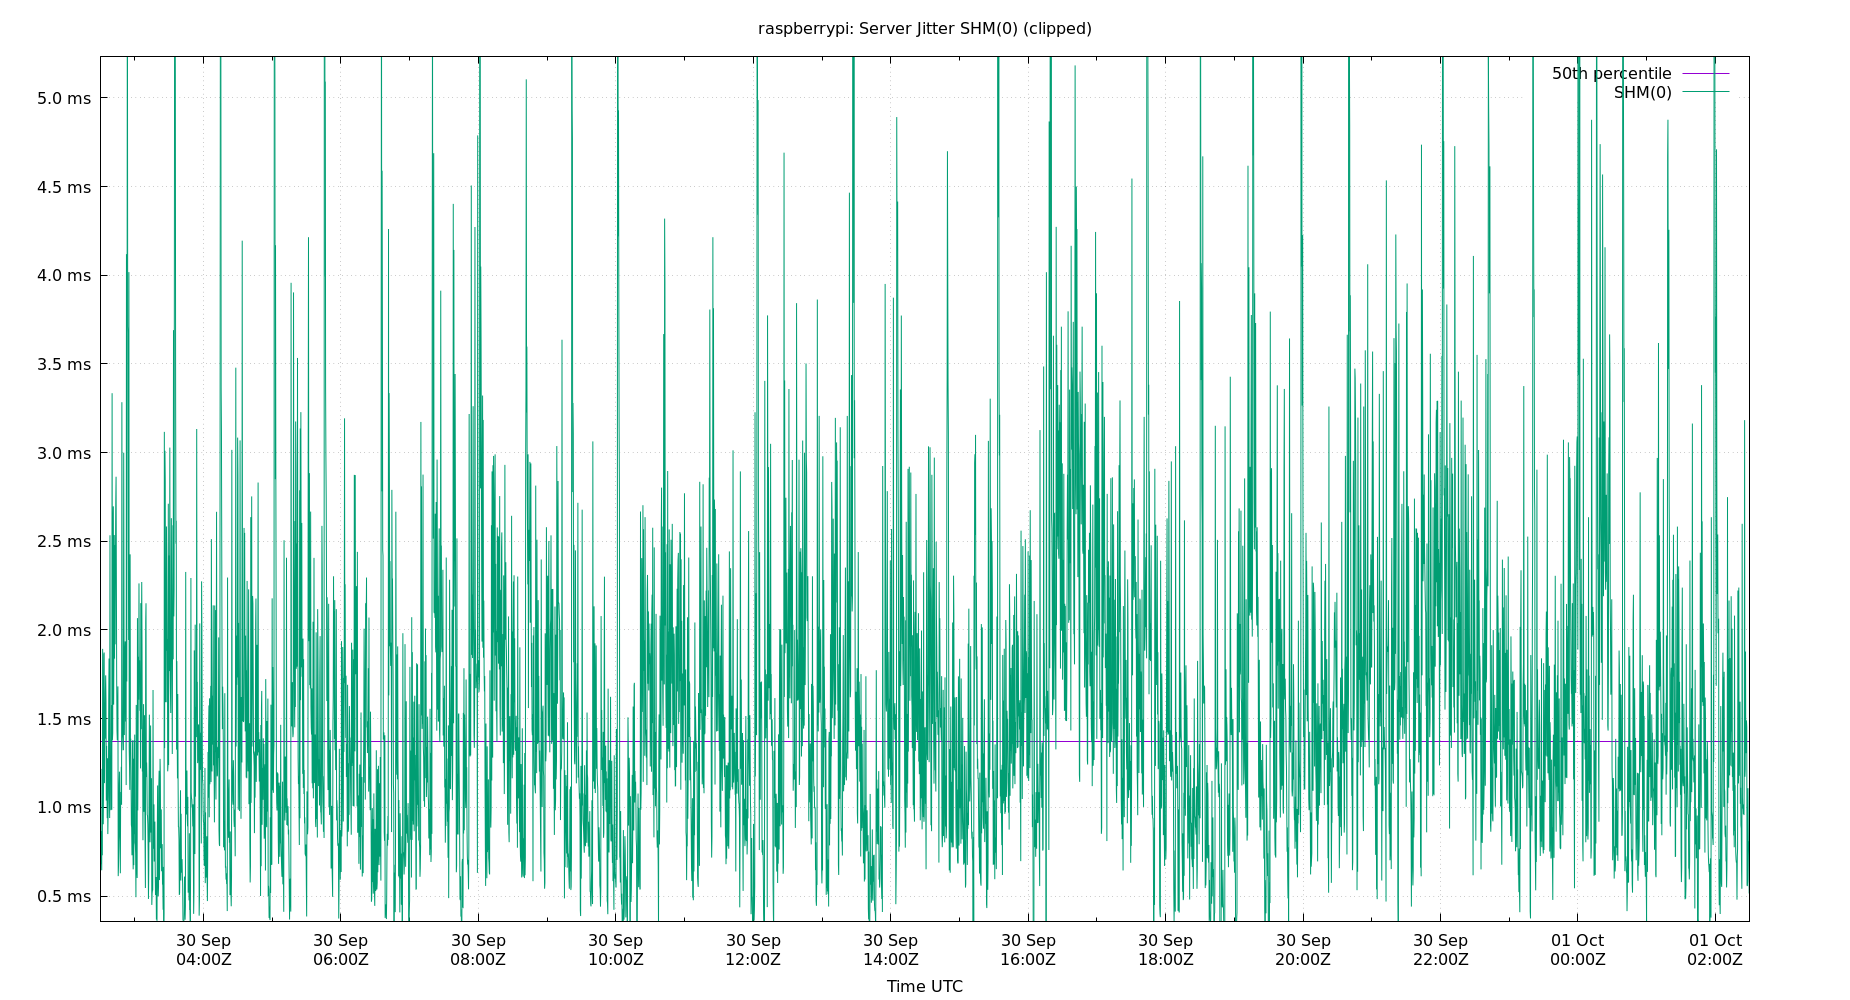 raspberrypi: Server Jitter SHM(0) (clipped)
50th percentile
SHM(0)
5.0 ms
4.5 ms
4.0 ms
3.5 ms
3.0 ms
2.5 ms
2.0 ms
1.5 ms
1.0 ms
0.5 ms
30 Sep 30 Sep 30 Sep 30 Sep 30 Sep 30 Sep 30 Sep 30 Sep 30 Sep 30 Sep 01 Oct 01 Oct
04:00Z 06:00Z 08:00Z 10:00Z 12:00Z 14:00Z 16:00Z 18:00Z 20:00Z 22:00Z 00:00Z 02:00Z
Time UTC